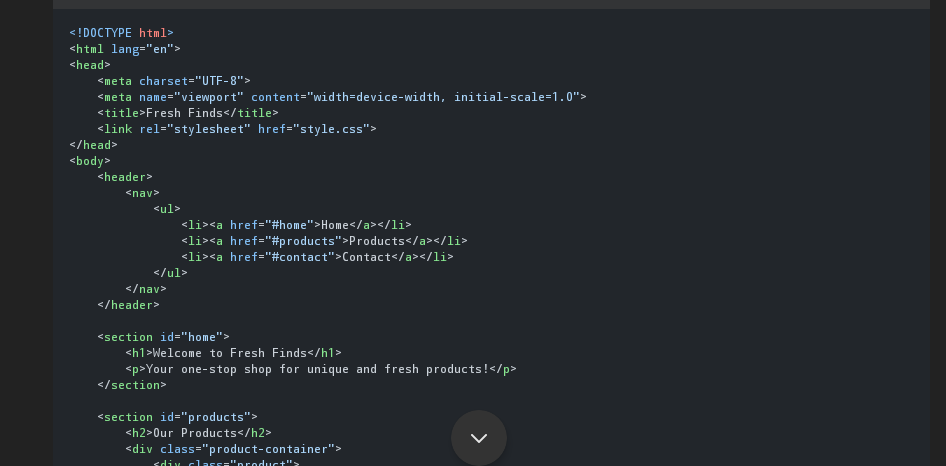 <!DOCTYPE html>
<html lang="en">
<head>
    <meta charset="UTF-8">
    <meta name="viewport" content="width=device-width, initial-scale=1.0">
    <title>Fresh Finds</title>
    <link rel="stylesheet" href="style.css">
</head>
<body>
    <header>
        <nav>
            <ul>
                <li><a href="#home">Home</a></li>
                <li><a href="#products">Products</a></li>
                <li><a href="#contact">Contact</a></li>
            </ul>
        </nav>
    </header>

    <section id="home">
        <h1>Welcome to Fresh Finds</h1>
        <p>Your one-stop shop for unique and fresh products!</p>
    </section>

    <section id="products">
        <h2>Our Products</h2>
        <div class="product-container">
            <div class="product">